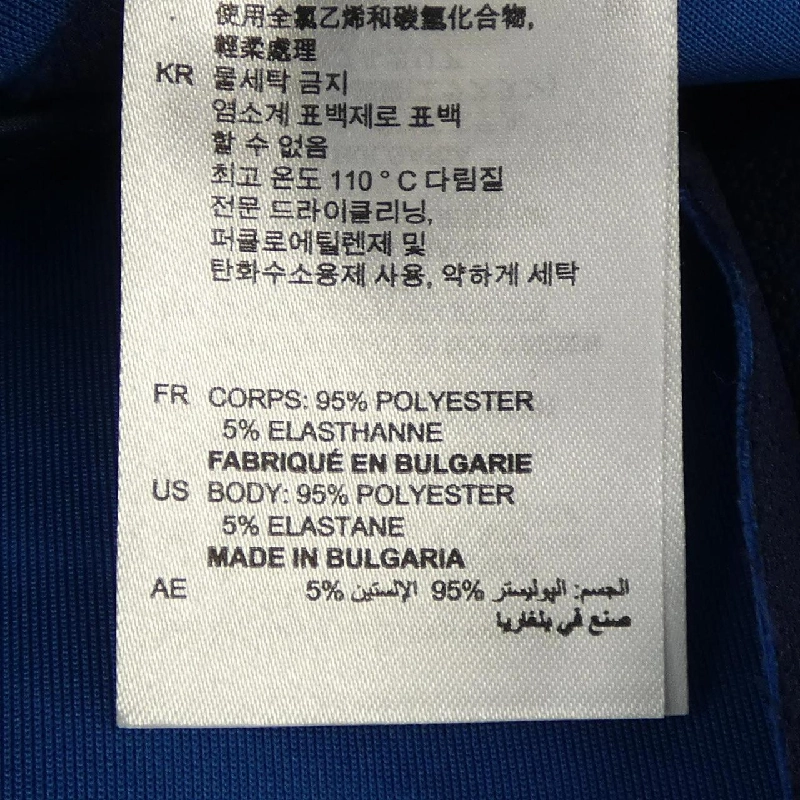 使用全氯乙烯和碳氫化合物,
輕柔處理
KR 물세탁 금지
염소계 표백제로 표백
할 수 없음
최고 온도 110 ° C 다림질
전문 드라이클리닝,
퍼클로에틸렌제 및
탄화수소용제 사용, 약하게 세탁
FR CORPS: 95% POLYESTER
5% ELASTHANNE
FABRIQUÉ EN BULGARIE
US BODY: 95% POLYESTER
5% ELASTANE
MADE IN BULGARIA
AE الجسم: البوليستر 95% الإلستين 5%
صنع في بلغاريا